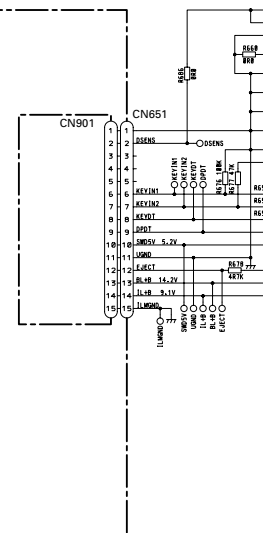 R660
0R0
R686
0R0
CN901
CN651
1 1
2 2 DSENS
DSENS
3 3
4 4
5 5
KEYIN1
KEYIN2
KEYDT
DPDT
R676 100K
R677 47K
6 6 KEYIN1
7 7 KEYIN2
8 8 KEYDT
9 9 DPDT
10 10 SWD5V 5.2V
11 11 UGND
12 12 EJECT
R678
4R7K
13 13 BL+B 14.2V
14 14 IL+B 9.1V
15 15 ILMGND
ILMGND
SWD5V
UGND
IL+B
BL+B
EJECT